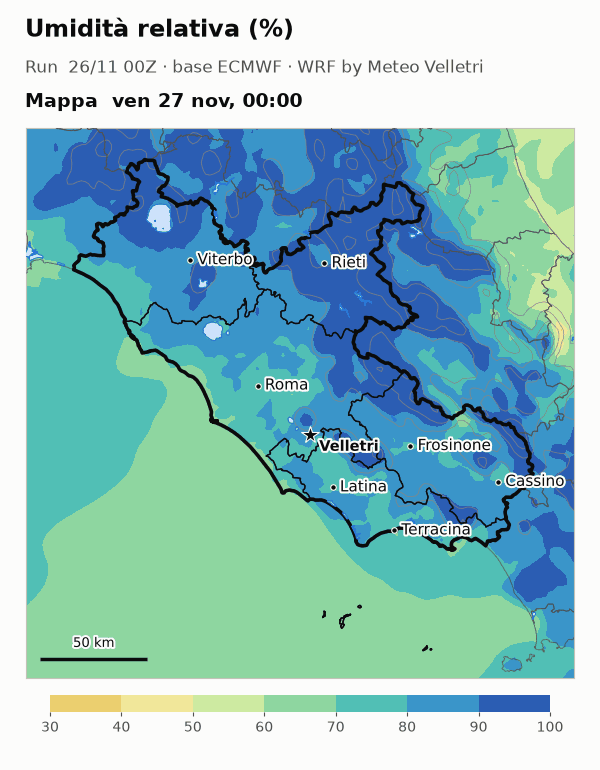 Umidità relativa (%)
Run  26/11 00Z · base ECMWF · WRF by Meteo Velletri
Mappa  ven 27 nov, 00:00
Viterbo
Rieti
Roma
Velletri
Frosinone
Latina
Cassino
Terracina
50 km
30 40 50 60 70 80 90 100